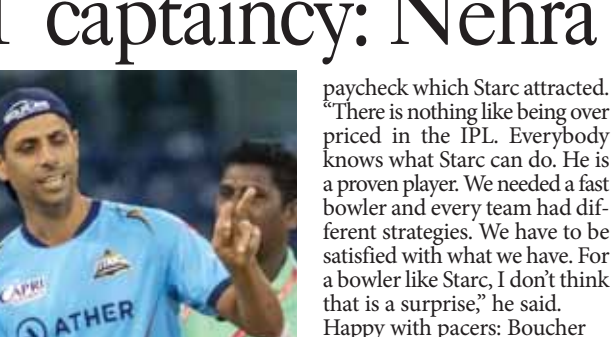 captaincy: Nehra
CAPRI
ATHER
paycheck which Starc attracted.
“There is nothing like being over
priced in the IPL. Everybody
knows what Starc can do. He is
a proven player. We needed a fast
bowler and every team had dif-
ferent strategies. We have to be
satisfied with what we have. For
a bowler like Starc, I don’t think
that is a surprise,” he said.
Happy with pacers: Boucher